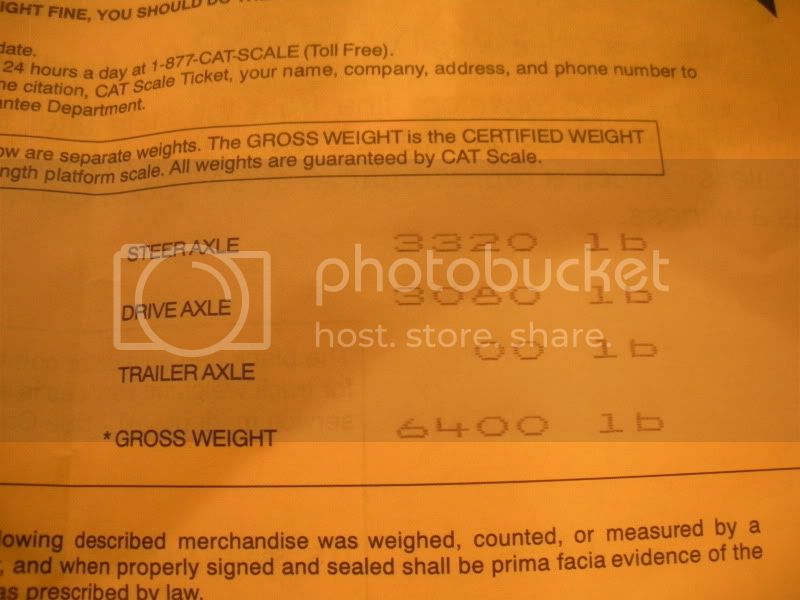 IGHT FINE, YOU SHOULD
date.
24 hours a day at 1-877-CAT-SCALE (Toll Free).
ne citation, CAT Scale Ticket, your name, company, address, and phone number to
antee Department.
ow are separate weights. The GROSS WEIGHT is the CERTIFIED WEIGHT
ngth platform scale. All weights are guaranteed by CAT Scale.
STEER AXLE 3320 lb
photobucket
DRIVE AXLE 3080 lb
host. store. share.
TRAILER AXLE 00 lb
* GROSS WEIGHT 6400 lb
lowing described merchandise was weighed, counted, or measured by a
, and when properly signed and sealed shall be prima facia evidence of the
as prescribed by law.